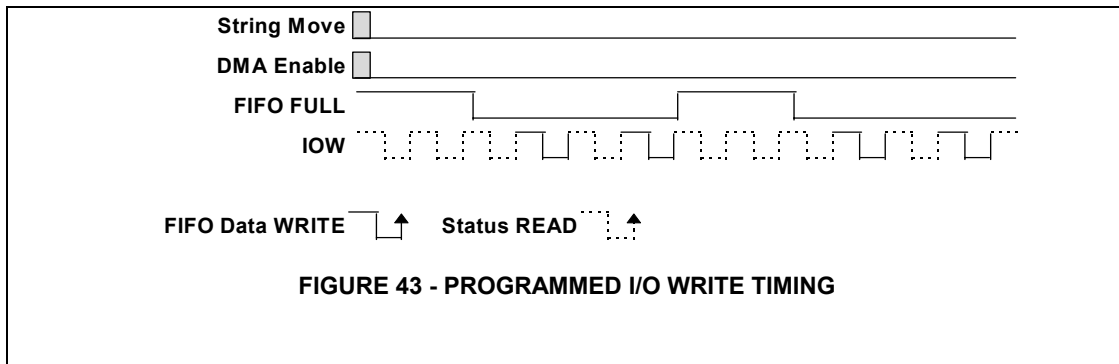 String Move
DMA Enable
FIFO FULL
IOW
FIFO Data WRITE Status READ
FIGURE 43 - PROGRAMMED I/O WRITE TIMING